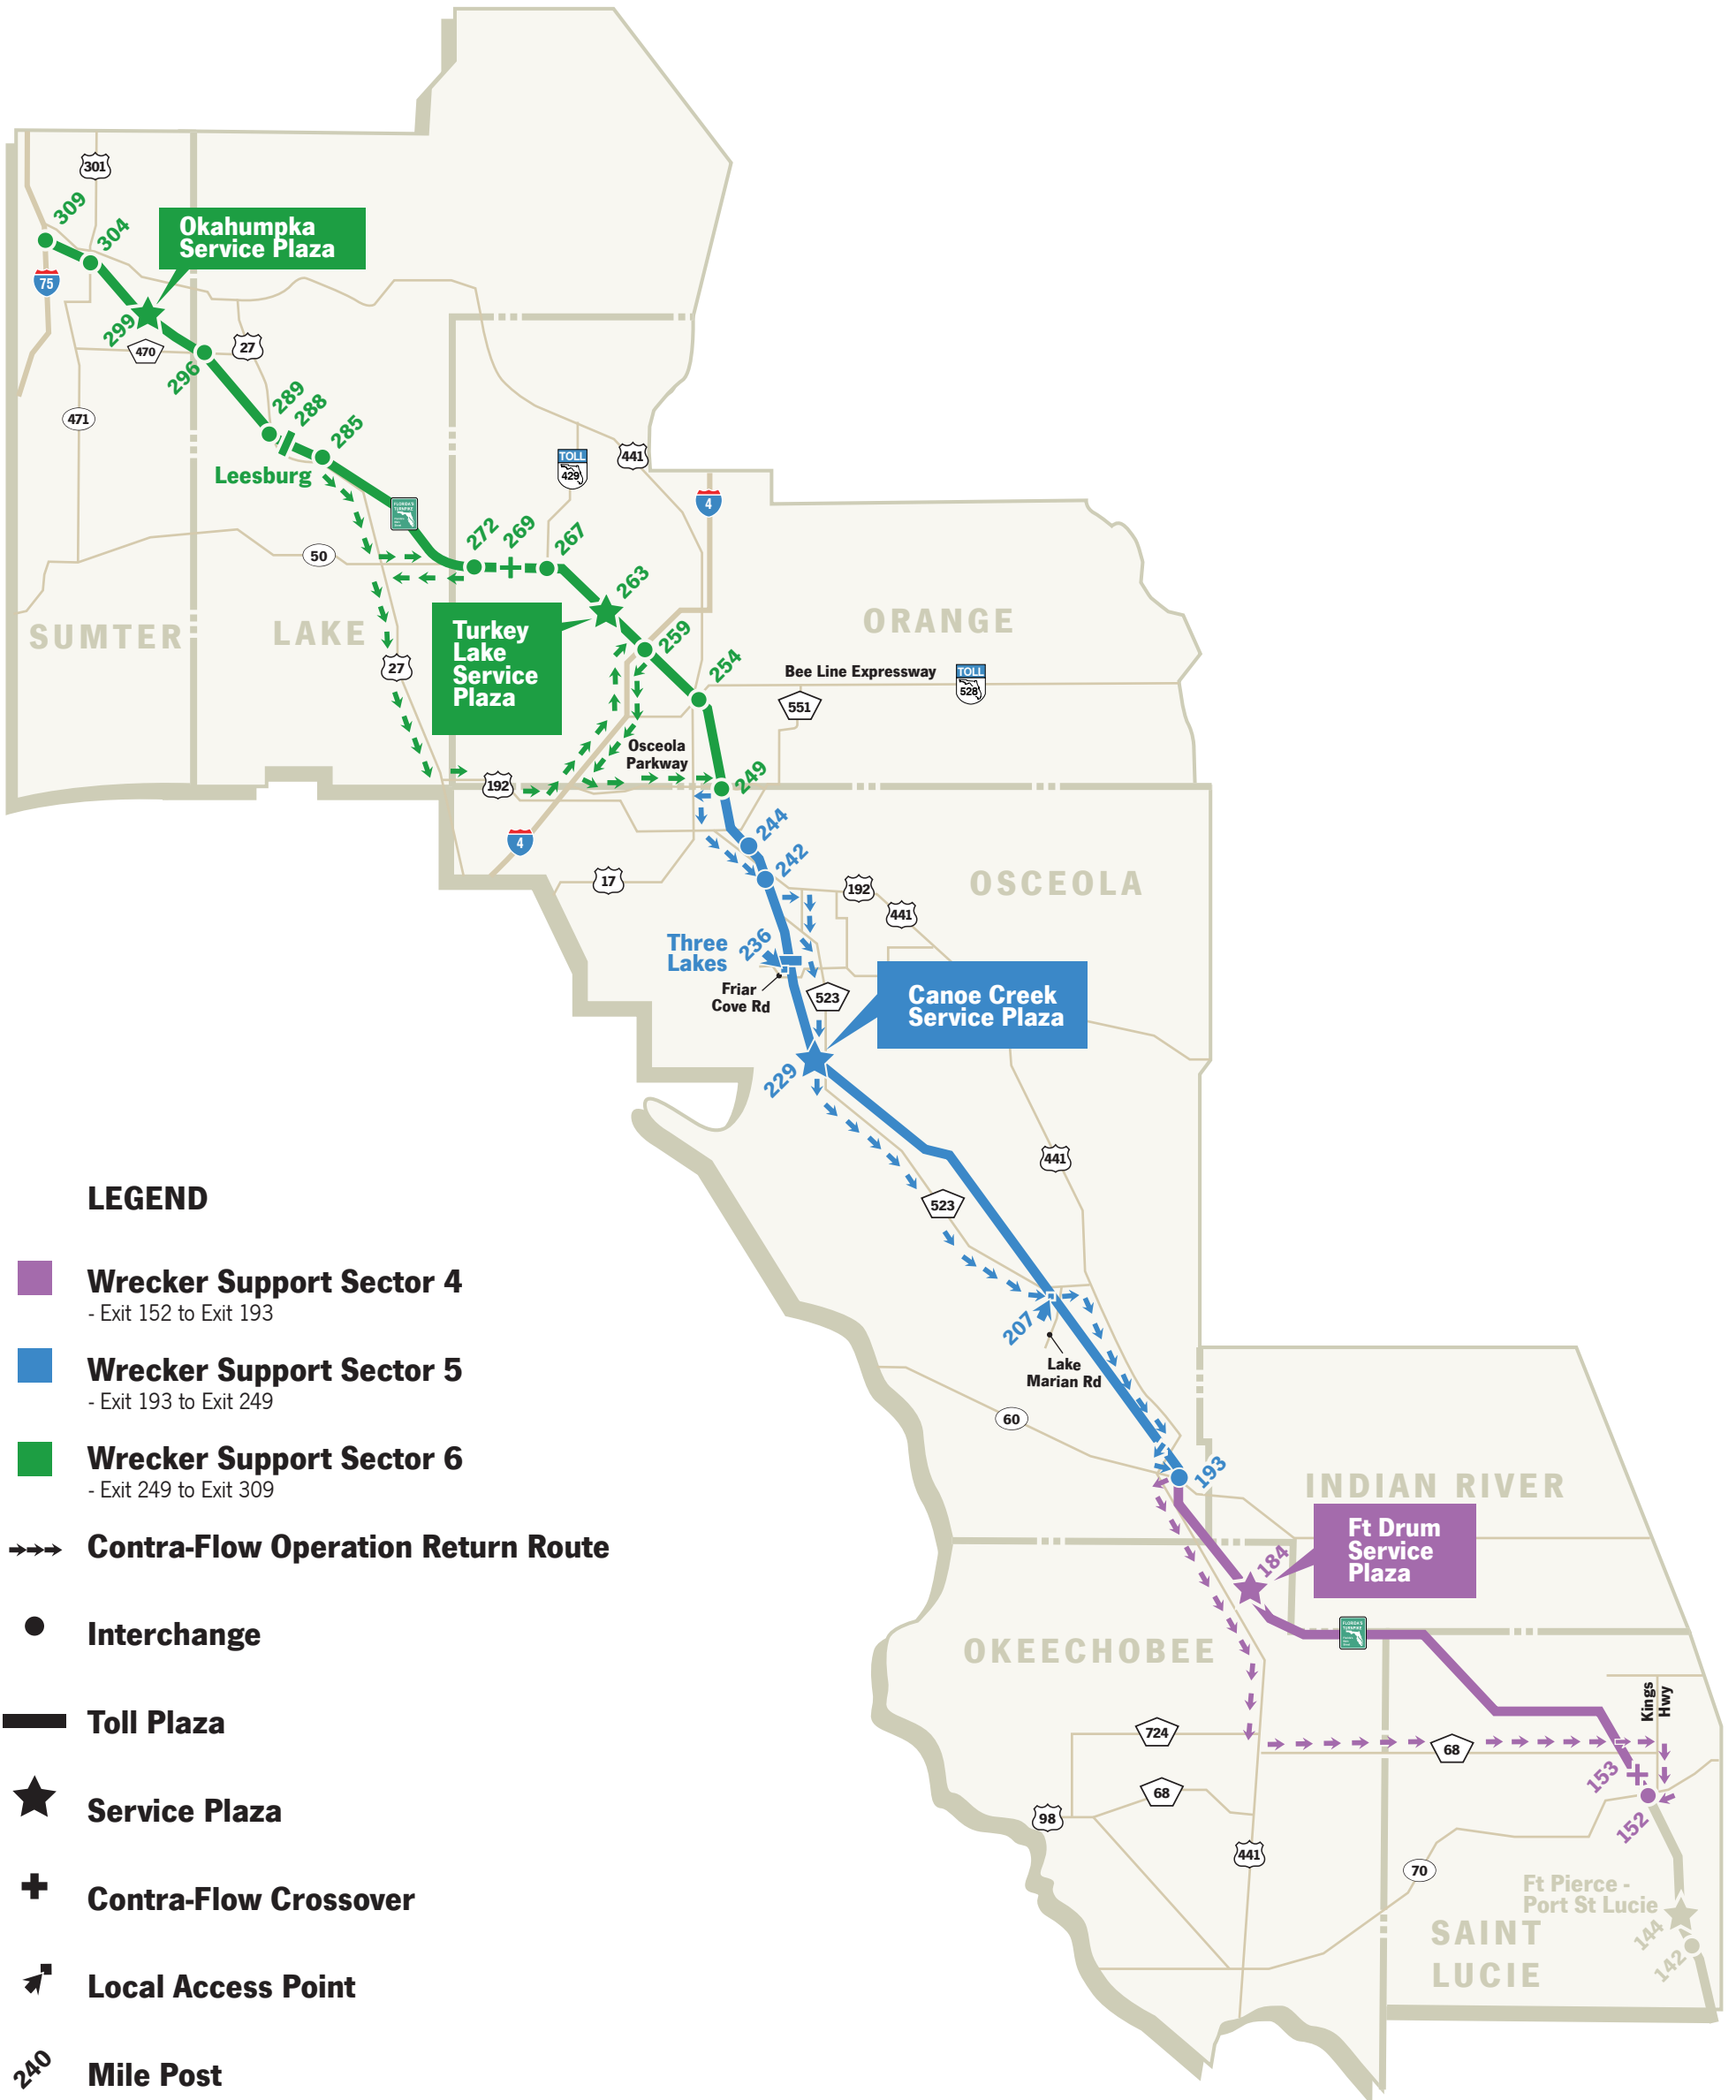 301
309
304
Okahumpka
Service Plaza
75
299
470
27
296
289
288
285
471
Leesburg
TOLL
429
441
4
FLORIDA'S
TURNPIKE
272
269
267
50
263
SUMTER
LAKE
ORANGE
Turkey
Lake
Service
Plaza
259
254
27
Bee Line Expressway
TOLL
528
551
Osceola
Parkway
192
249
4
244
242
17
192
441
OSCEOLA
Three
Lakes
236
Friar
Cove Rd
523
Canoe Creek
Service Plaza
229
441
523
207
Lake
Marian Rd
60
193
INDIAN RIVER
Ft Drum
Service
Plaza
184
FLORIDA'S
TURNPIKE
OKEECHOBEE
Kings
Hwy
724
68
68
153
98
152
441
70
Ft Pierce -
Port St Lucie
SAINT
LUCIE
144
142
LEGEND
Wrecker Support Sector 4
- Exit 152 to Exit 193
Wrecker Support Sector 5
- Exit 193 to Exit 249
Wrecker Support Sector 6
- Exit 249 to Exit 309
Contra-Flow Operation Return Route
Interchange
Toll Plaza
Service Plaza
Contra-Flow Crossover
Local Access Point
240
Mile Post